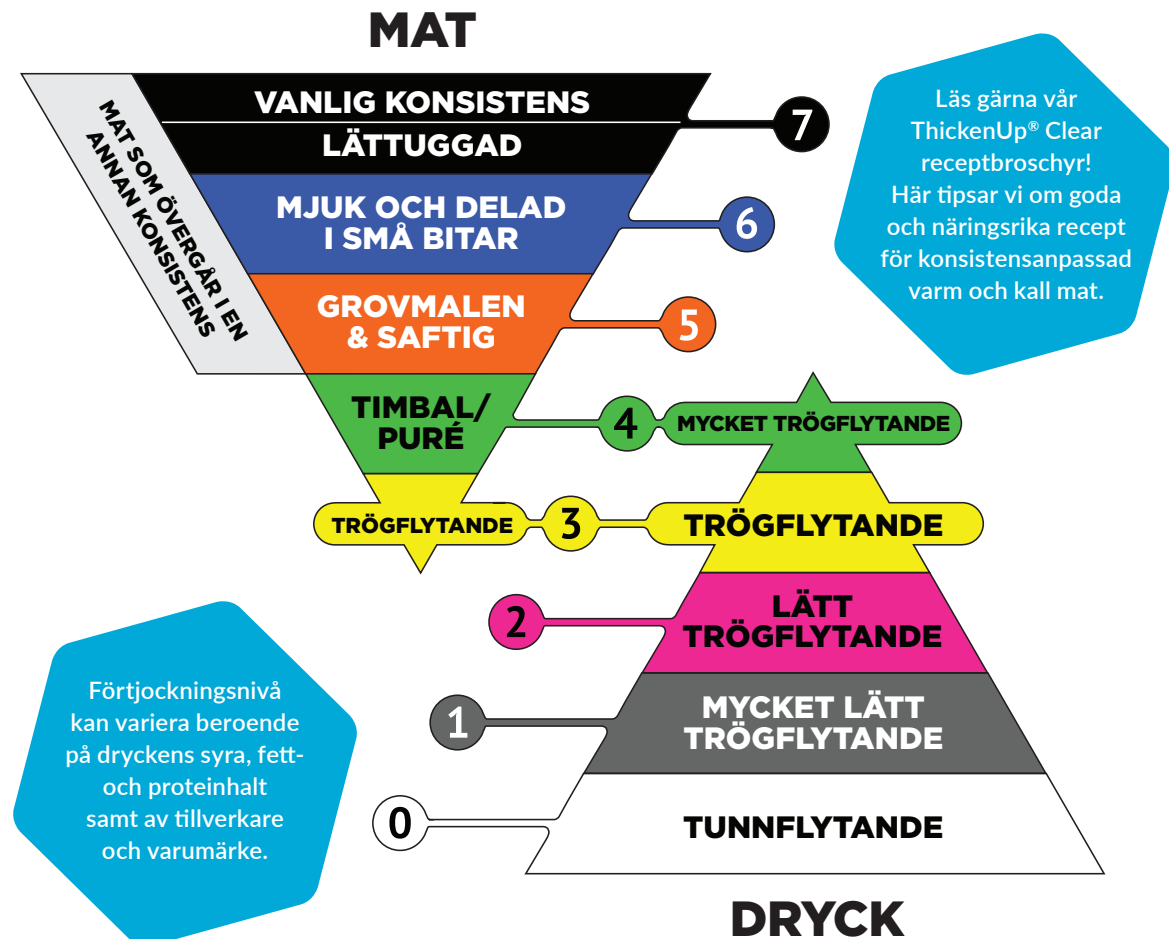 MAT
MAT SOM ÖVERGÅR I EN
ANNAN KONSISTENS
VANLIG KONSISTENS
LÄTTUGGAD
7
MJUK OCH DELAD
I SMÅ BITAR
6
GROVMALEN
& SAFTIG
5
TIMBAL/
PURÉ
4
MYCKET TRÖGFLYTANDE
TRÖGFLYTANDE
3
TRÖGFLYTANDE
2
LÄTT
TRÖGFLYTANDE
1
MYCKET LÄTT
TRÖGFLYTANDE
0
TUNNFLYTANDE
DRYCK
Läs gärna vår
ThickenUp® Clear
receptbroschyr!
Här tipsar vi om goda
och näringsrika recept
för konsistensanpassad
varm och kall mat.
Förtjockningsnivå
kan variera beroende
på dryckens syra, fett-
och proteinhalt
samt av tillverkare
och varumärke.